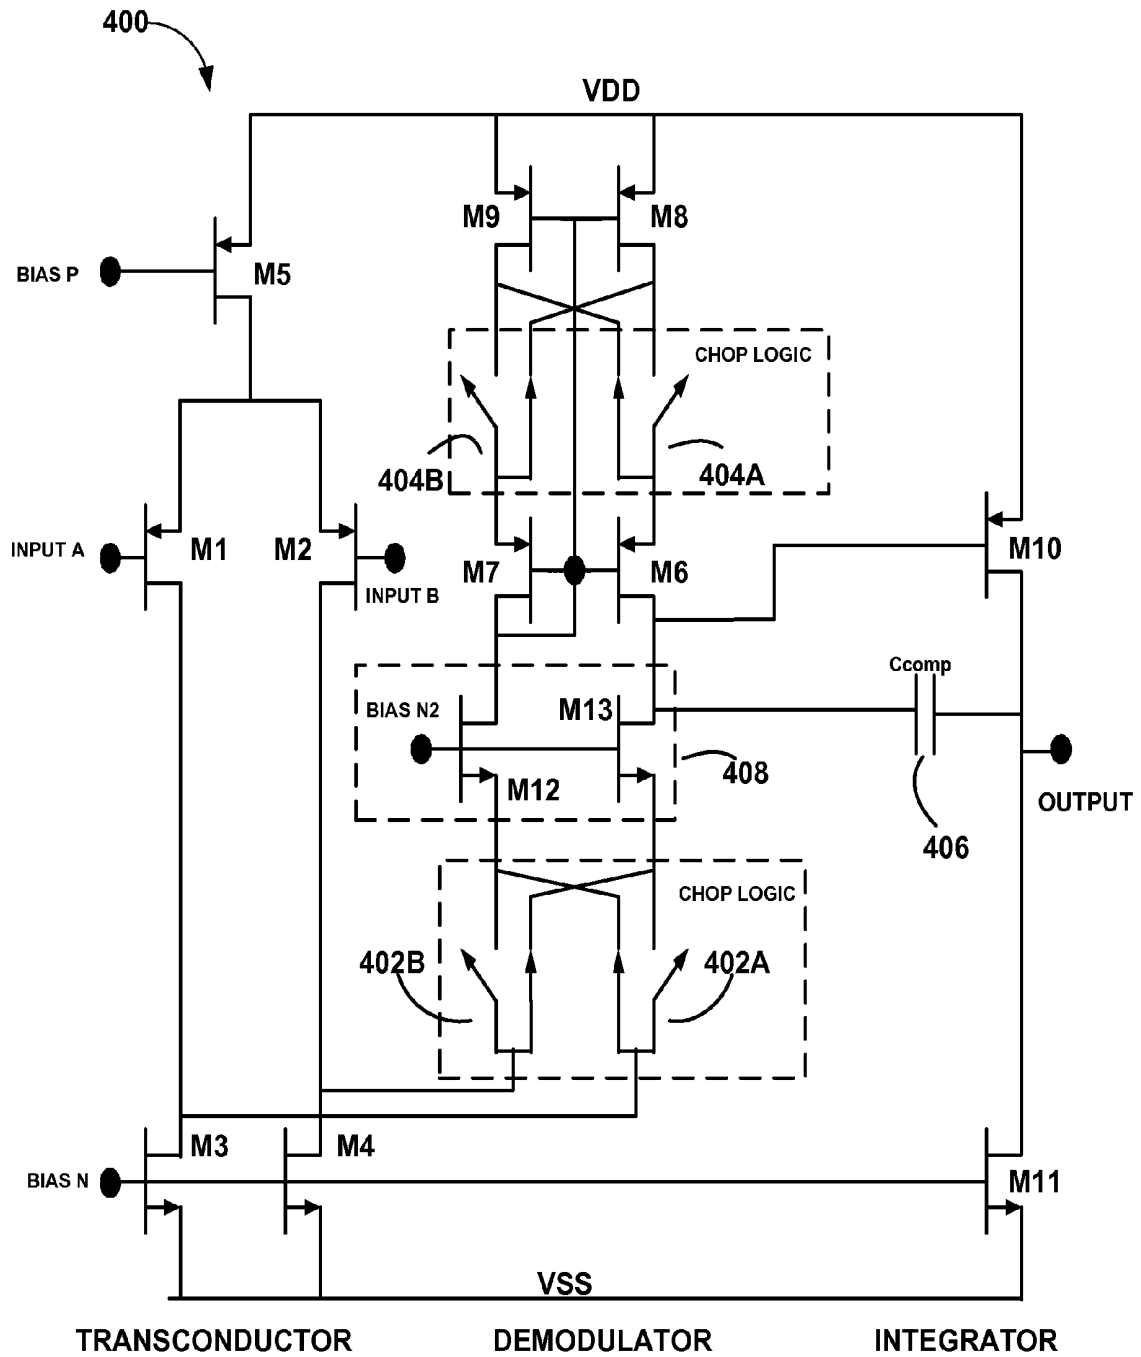 400
VDD
M9
M8
BIAS P
M5
CHOP LOGIC
404B
404A
INPUT A
M1
M2
INPUT B
M7
M6
M10
Ccomp
BIAS N2
M13
M12
408
OUTPUT
406
CHOP LOGIC
402B
402A
M3
M4
BIAS N
M11
VSS
TRANSCONDUCTOR
DEMODULATOR
INTEGRATOR